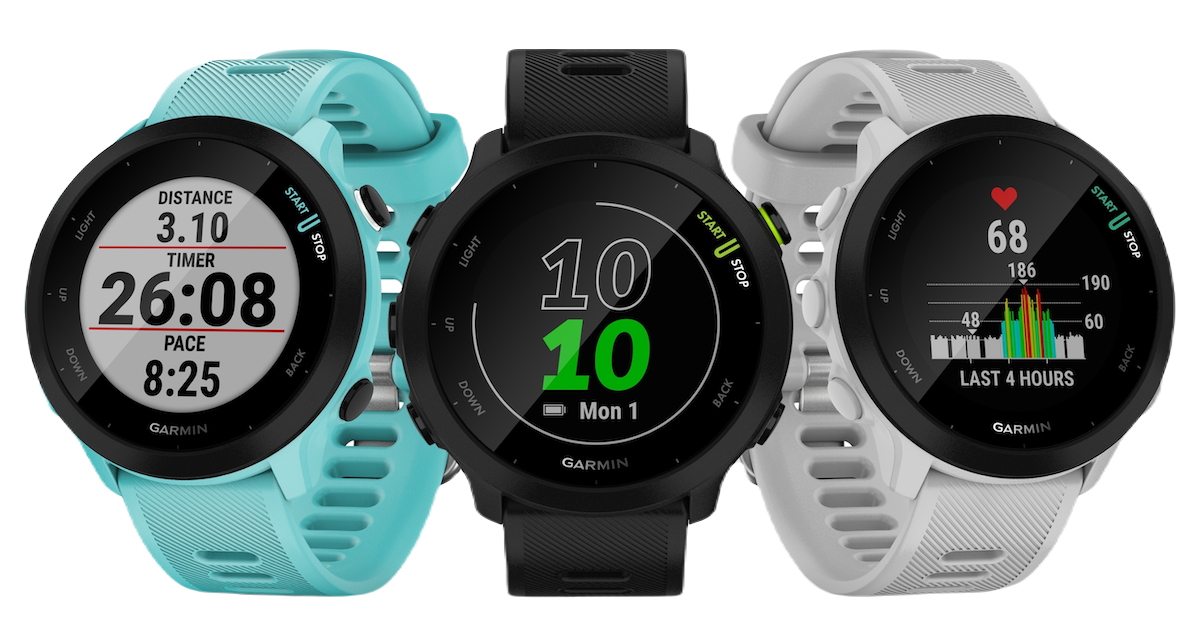 DISTANCE
3.10
TIMER
26:08
PACE
8:25
LIGHT
UP
DOWN
START
STOP
BACK
GARMIN
10
10
Mon 1
LIGHT
UP
DOWN
START
STOP
BACK
GARMIN
68
186
190
48
60
LAST 4 HOURS
LIGHT
UP
DOWN
START
STOP
BACK
GARMIN